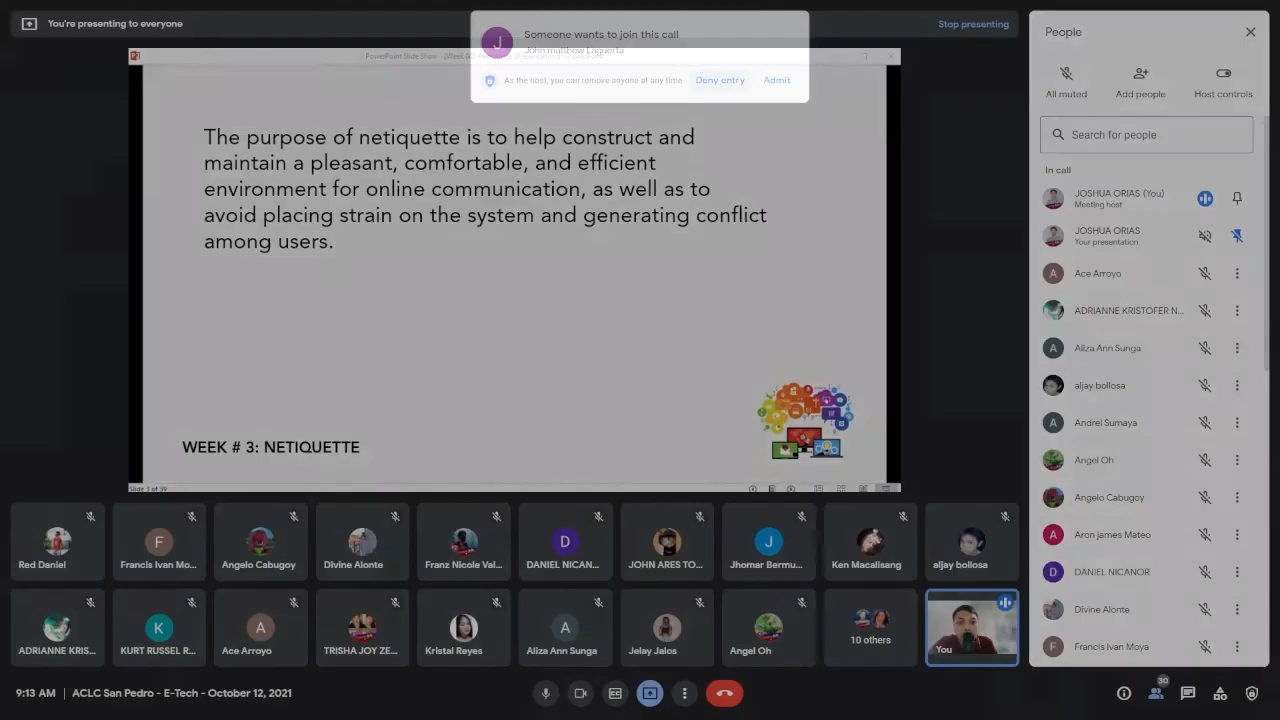 You're presenting to everyone
Stop presenting
Someone wants to join this call
John matthew Laguerta
As the host, you can remove anyone at any time
Deny entry
Admit
The purpose of netiquette is to help construct and
maintain a pleasant, comfortable, and efficient
environment for online communication, as well as to
avoid placing strain on the system and generating conflict
among users.
WEEK # 3: NETIQUETTE
People
All muted
Add people
Host controls
Search for people
In call
JOSHUA ORIAS (You)
Meeting host
JOSHUA ORIAS
Your presentation
Ace Arroyo
ADRIANNE KRISTOFER N...
Aliza Ann Sunga
aljay bollosa
Andrei Sumaya
Angel Oh
Angelo Cabugoy
Aron james Mateo
DANIEL NICANOR
Divine Alonte
Francis Ivan Moya
Red Daniel
Francis Ivan Mo...
Angelo Cabugoy
Divine Alonte
Franz Nicole Val...
DANIEL NICAN...
JOHN ARES TO...
Jhomar Bermu...
Ken Macalisang
aljay bollosa
ADRIANNE KRIS...
KURT RUSSEL R...
Ace Arroyo
TRISHA JOY ZE...
Kristal Reyes
Aliza Ann Sunga
Jelay Jalos
Angel Oh
10 others
You
9:13 AM | ACLC San Pedro - E-Tech - October 12, 2021
30